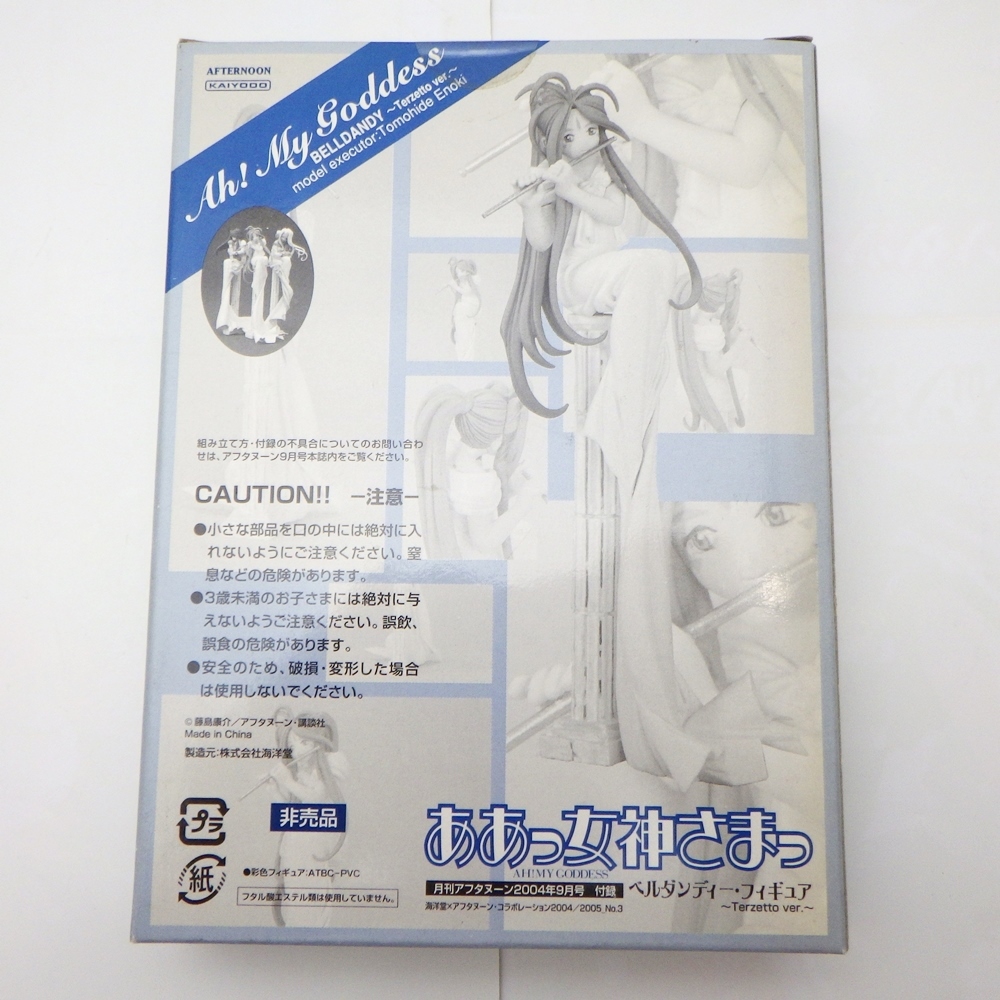 AFTERNOON
KAIYODO
Ah! My Goddess
BELLDANDY ~Terzetto ver.~
model executor:Tomohide Enoki
組み立て方・付録の不具合についてのお問い合わ
せは、アフタヌーン9月号本誌内をご覧ください。
CAUTION!! ー注意ー
●小さな部品を口の中には絶対に入
れないようにご注意ください。窒
息などの危険があります。
●3歳未満のお子さまには絶対に与
えないようご注意ください。誤飲、
誤食の危険があります。
●安全のため、破損・変形した場合
は使用しないでください。
©藤島康介/アフタヌーン・講談社
Made in China
製造元:株式会社海洋堂
プラ
非売品
紙
●彩色フィギュア:ATBC-PVC
フタル酸エステル類は使用していません。
ああっ女神さまっ
AH! MY GODDESS
月刊アフタヌーン2004年9月号 付録
ベルダンディー・フィギュア
~Terzetto ver.~
海洋堂×アフタヌーン・コラボレーション2004/2005_No.3